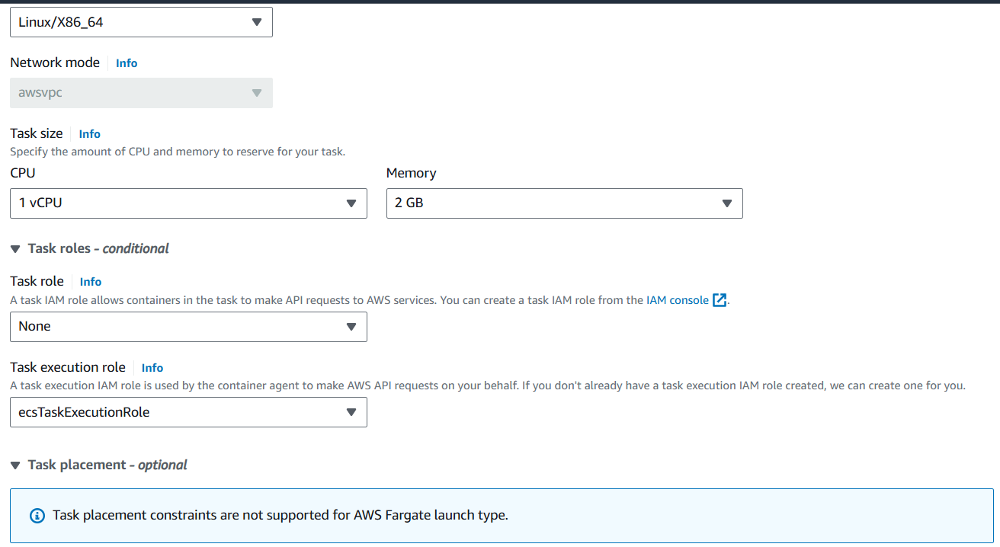 Linux/X86_64
Network mode Info
awsvpc
Task size Info
Specify the amount of CPU and memory to reserve for your task.
CPU Memory
1 vCPU 2 GB
Task roles - conditional
Task role Info
A task IAM role allows containers in the task to make API requests to AWS services. You can create a task IAM role from the IAM console.
None
Task execution role Info
A task execution IAM role is used by the container agent to make AWS API requests on your behalf. If you don't already have a task execution IAM role created, we can create one for you.
ecsTaskExecutionRole
Task placement - optional
Task placement constraints are not supported for AWS Fargate launch type.